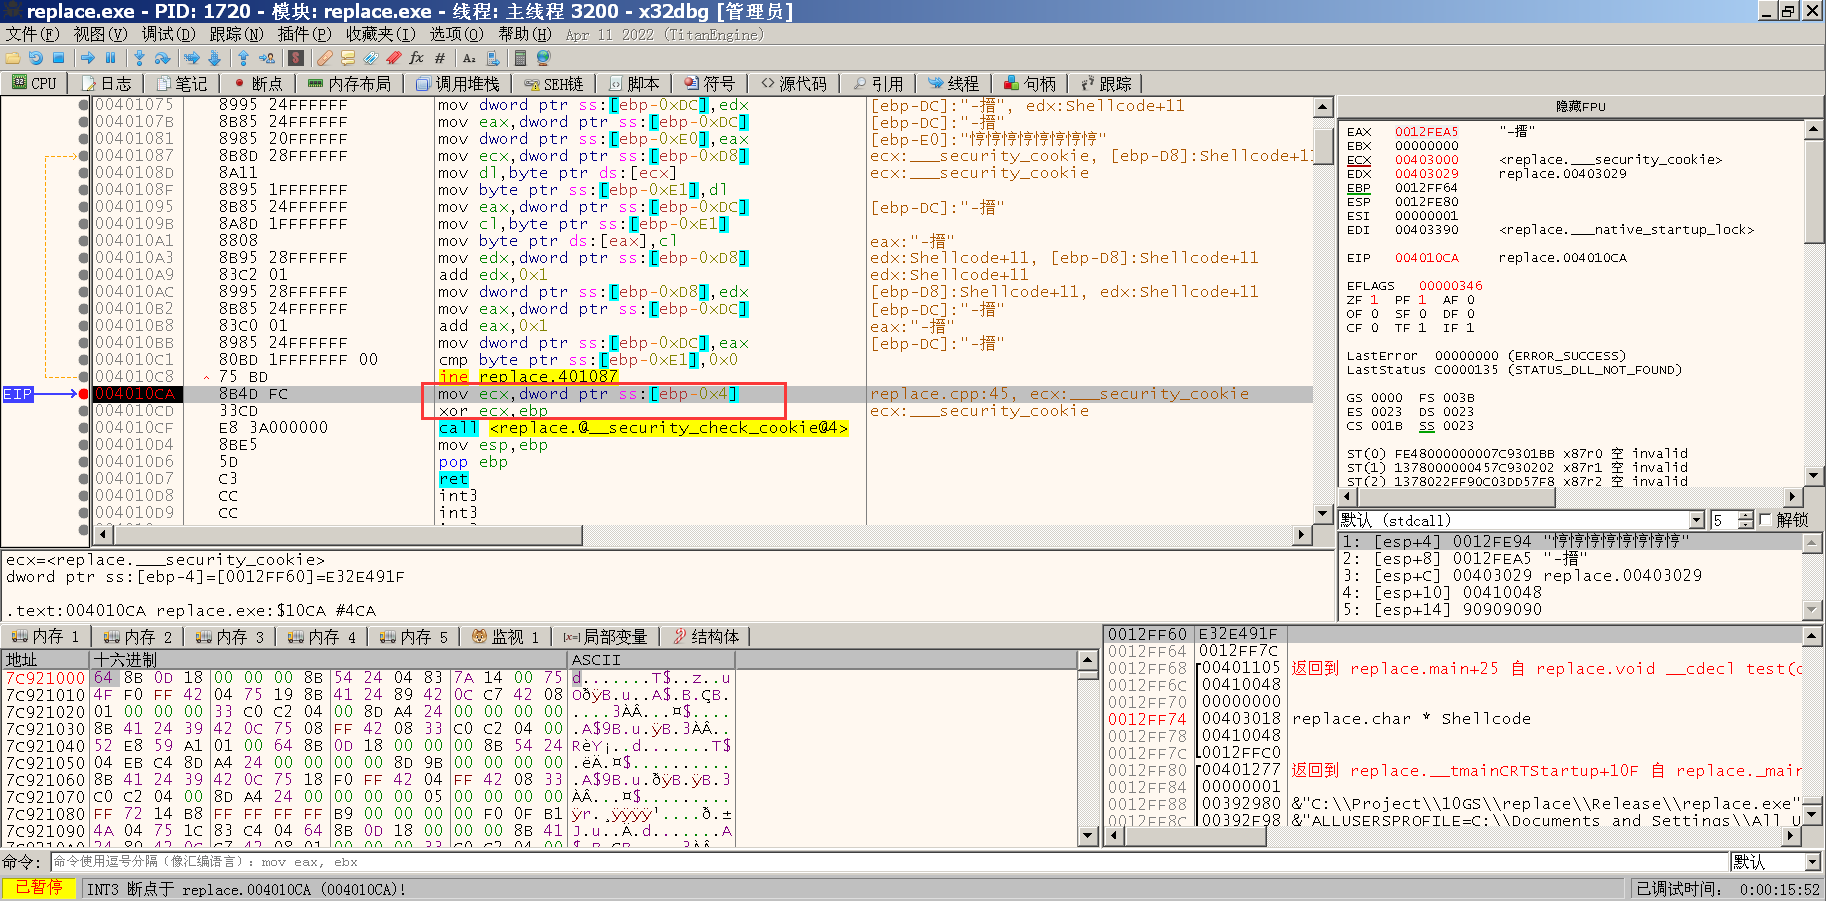 replace.exe - PID: 1720 - 模块: replace.exe - 线程: 主线程 3200 - x32dbg [管理员]
文件(F) 视图(V) 调试(D) 跟踪(N) 插件(P) 收藏夹(I) 选项(O) 帮助(H) Apr 11 2022 (TitanEngine)
CPU 日志 笔记 断点 内存布局 调用堆栈 SEH链 脚本 符号 源代码 引用 线程 句柄 跟踪
00401075 8995 24FFFFFF mov dword ptr ss:[ebp-0xDC],edx [ebp-DC]:"-搢", edx:Shellcode+11
0040107B 8B85 24FFFFFF mov eax,dword ptr ss:[ebp-0xDC] [ebp-DC]:"-搢"
00401081 8985 20FFFFFF mov dword ptr ss:[ebp-0xE0],eax [ebp-E0]:"悙悙悙悙悙悙悙悙悙"
00401087 8B8D 28FFFFFF mov ecx,dword ptr ss:[ebp-0xD8] ecx:___security_cookie, [ebp-D8]:Shellcode+11
0040108D 8A11 mov dl,byte ptr ds:[ecx] ecx:___security_cookie
0040108F 8895 1FFFFFFF mov byte ptr ss:[ebp-0xE1],dl
00401095 8B85 24FFFFFF mov eax,dword ptr ss:[ebp-0xDC] [ebp-DC]:"-搢"
0040109B 8A8D 1FFFFFFF mov cl,byte ptr ss:[ebp-0xE1]
004010A1 8808 mov byte ptr ds:[eax],cl eax:"-搢"
004010A3 8B95 28FFFFFF mov edx,dword ptr ss:[ebp-0xD8] edx:Shellcode+11, [ebp-D8]:Shellcode+11
004010A9 83C2 01 add edx,0x1 edx:Shellcode+11
004010AC 8995 28FFFFFF mov dword ptr ss:[ebp-0xD8],edx [ebp-D8]:Shellcode+11, edx:Shellcode+11
004010B2 8B85 24FFFFFF mov eax,dword ptr ss:[ebp-0xDC] [ebp-DC]:"-搢"
004010B8 83C0 01 add eax,0x1 eax:"-搢"
004010BB 8985 24FFFFFF mov dword ptr ss:[ebp-0xDC],eax [ebp-DC]:"-搢"
004010C1 80BD 1FFFFFFF 00 cmp byte ptr ss:[ebp-0xE1],0x0
004010C8 75 BD jne replace.401087
EIP 004010CA 8B4D FC mov ecx,dword ptr ss:[ebp-0x4] replace.cpp:45, ecx:___security_cookie
004010CD 33CD xor ecx,ebp ecx:___security_cookie
004010CF E8 3A000000 call <replace.@__security_check_cookie@4>
004010D4 8BE5 mov esp,ebp
004010D6 5D pop ebp
004010D7 C3 ret
004010D8 CC int3
004010D9 CC int3
隐藏FPU
EAX 0012FEA5 "-搢"
EBX 00000000
ECX 00403000 <replace.___security_cookie>
EDX 00403029 replace.00403029
EBP 0012FF64
ESP 0012FE80
ESI 00000001
EDI 00403390 <replace.___native_startup_lock>
EIP 004010CA replace.004010CA
EFLAGS 00000346
ZF 1 PF 1 AF 0
OF 0 SF 0 DF 0
CF 0 TF 1 IF 1
LastError 00000000 (ERROR_SUCCESS)
LastStatus C0000135 (STATUS_DLL_NOT_FOUND)
GS 0000 FS 003B
ES 0023 DS 0023
CS 001B SS 0023
ST(0) FE48000000007C9301BB x87r0 空 invalid
ST(1) 1378000000457C930202 x87r1 空 invalid
ST(2) 1378022FF90C03DD57F8 x87r2 空 invalid
默认 (stdcall) 5 解锁
1: [esp+4] 0012FE94 "悙悙悙悙悙悙悙悙悙"
2: [esp+8] 0012FEA5 "-搢"
3: [esp+C] 00403029 replace.00403029
4: [esp+10] 00410048
5: [esp+14] 90909090
ecx=<replace.___security_cookie>
dword ptr ss:[ebp-4]=[0012FF60]=E32E491F
.text:004010CA replace.exe:$10CA #4CA
内存 1 内存 2 内存 3 内存 4 内存 5 监视 1 [x=]局部变量 结构体
地址 十六进制 ASCII
7C921000 64 8B 0D 18 00 00 00 8B 54 24 04 83 7A 14 00 75 d.......T$..z..u
7C921010 4F F0 FF 42 04 75 19 8B 41 24 89 42 0C C7 42 08 OðÿB.u..A$.B.ÇB.
7C921020 01 00 00 00 33 C0 C2 04 00 8D A4 24 00 00 00 00 ....3ÀÂ...¤$....
7C921030 8B 41 24 39 42 0C 75 08 FF 42 08 33 C0 C2 04 00 .A$9B.u.ÿB.3ÀÂ..
7C921040 52 E8 59 A1 01 00 64 8B 0D 18 00 00 00 8B 54 24 RèY¡..d.......T$
7C921050 04 EB C4 8D A4 24 00 00 00 00 8D 9B 00 00 00 00 .ëÄ.¤$..........
7C921060 8B 41 24 39 42 0C 75 18 F0 FF 42 04 FF 42 08 33 .A$9B.u.ðÿB.ÿB.3
7C921070 C0 C2 04 00 8D A4 24 00 00 00 00 05 00 00 00 00 ÀÂ...¤$.........
7C921080 FF 72 14 B8 FF FF FF FF B9 00 00 00 00 F0 0F B1 ÿr.¸ÿÿÿÿ¹....ð.±
7C921090 4A 04 75 1C 83 C4 04 64 8B 0D 18 00 00 00 8B 41 J.u..Ä.d.......A
0012FF60 E32E491F
0012FF64 0012FF7C
0012FF68 00401105 返回到 replace.main+25 自 replace.void __cdecl test(c
0012FF6C 00410048
0012FF70 00000000
0012FF74 00403018 replace.char * Shellcode
0012FF78 00410048
0012FF7C 0012FFC0
0012FF80 00401277 返回到 replace.__tmainCRTStartup+10F 自 replace._main
0012FF84 00000001
0012FF88 00392980 &"C:\\Project\\10GS\\replace\\Release\\replace.exe"
0012FF8C 00392F98 &"ALLUSERSPROFILE=C:\\Documents and Settings\\All U
命令: 命令使用逗号分隔（像汇编语言）: mov eax, ebx 默认
已暂停 INT3 断点于 replace.004010CA (004010CA)! 已调试时间: 0:00:15:52